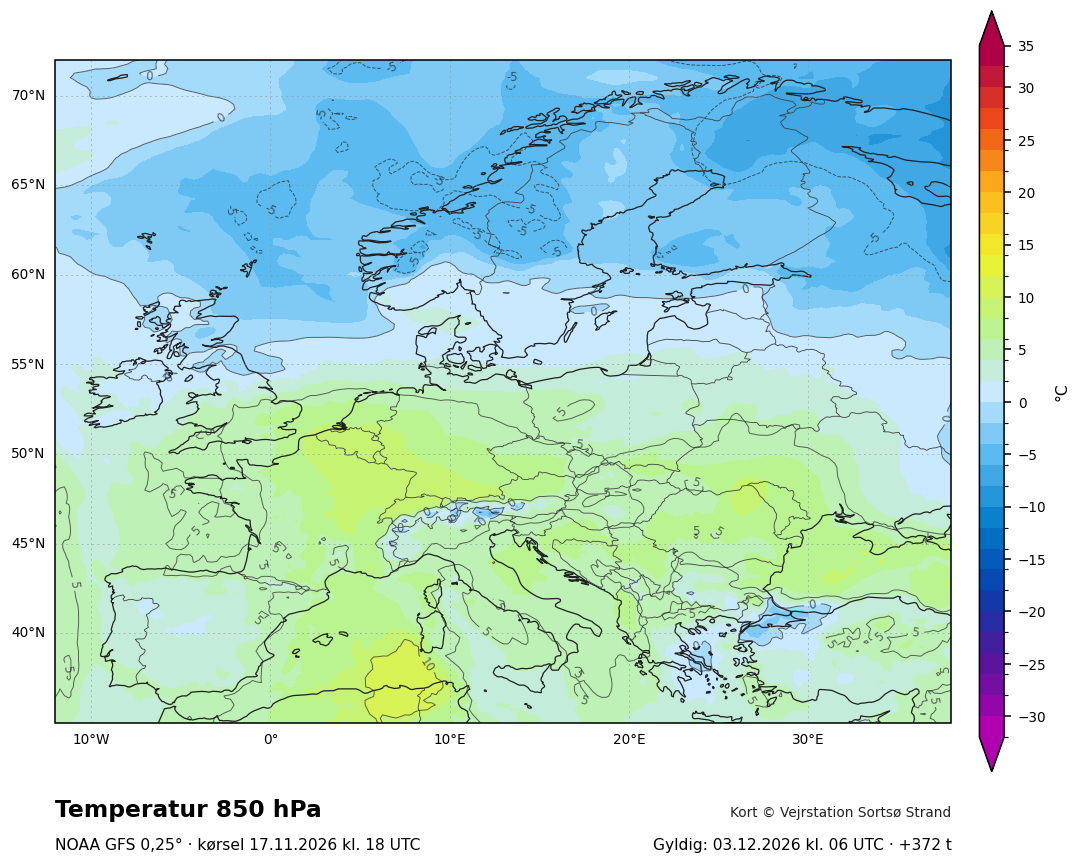 70°N
65°N
60°N
55°N
50°N
45°N
40°N
10°W
0°
10°E
20°E
30°E
35
30
25
20
15
10
5
0
−5
−10
−15
−20
−25
−30
°C
Temperatur 850 hPa
Kort © Vejrstation Sortsø Strand
NOAA GFS 0,25° · kørsel 17.11.2026 kl. 18 UTC
Gyldig: 03.12.2026 kl. 06 UTC · +372 t